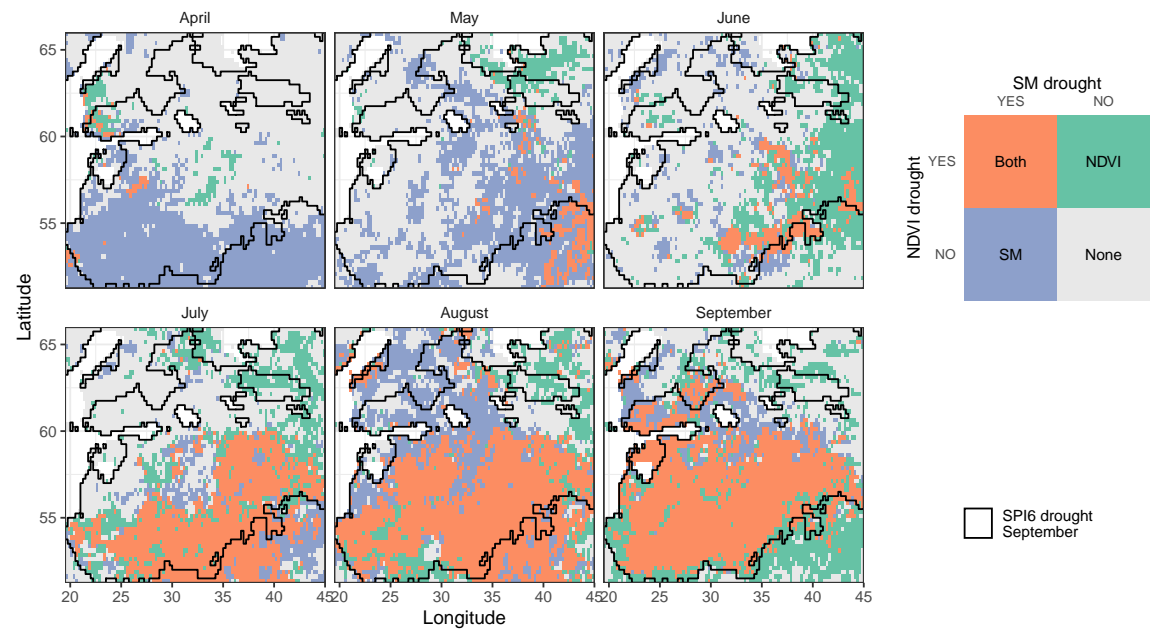 April
May
June
65
60
55
July
August
September
65
60
55
20 25 30 35 40 45 20 25 30 35 40 45 20 25 30 35 40 45
Longitude
Latitude
SM drought
YES NO
NDVI drought
YES
Both
NDVI
NO
SM
None
SPI6 drought
September